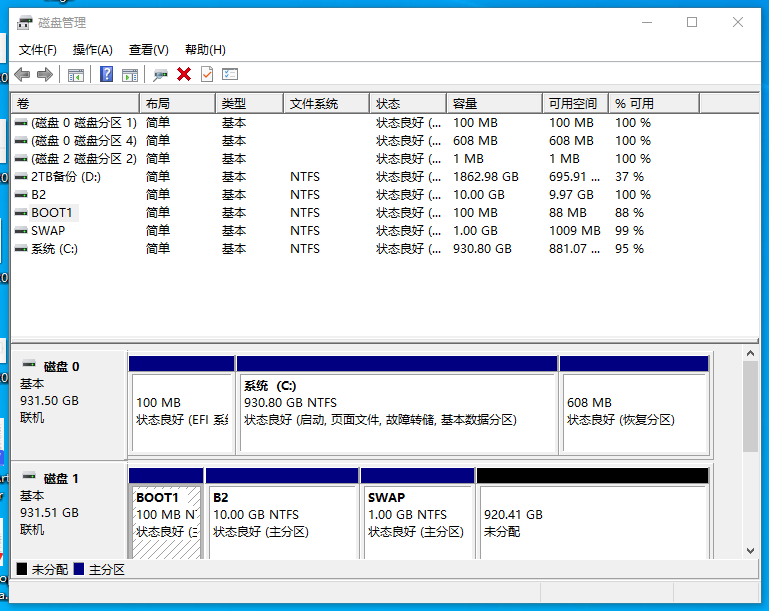 磁盘管理
文件(F) 操作(A) 查看(V) 帮助(H)
卷 布局 类型 文件系统 状态 容量 可用空间 % 可用
(磁盘 0 磁盘分区 1) 简单 基本 状态良好 (... 100 MB 100 MB 100 %
(磁盘 0 磁盘分区 4) 简单 基本 状态良好 (... 608 MB 608 MB 100 %
(磁盘 2 磁盘分区 2) 简单 基本 状态良好 (... 1 MB 1 MB 100 %
2TB备份 (D:) 简单 基本 NTFS 状态良好 (... 1862.98 GB 695.91 ... 37 %
B2 简单 基本 NTFS 状态良好 (... 10.00 GB 9.97 GB 100 %
BOOT1 简单 基本 NTFS 状态良好 (... 100 MB 88 MB 88 %
SWAP 简单 基本 NTFS 状态良好 (... 1.00 GB 1009 MB 99 %
系统 (C:) 简单 基本 NTFS 状态良好 (... 930.80 GB 881.07 ... 95 %
磁盘 0
基本
931.50 GB
联机
100 MB
状态良好 (EFI 系
系统 (C:)
930.80 GB NTFS
状态良好 (启动, 页面文件, 故障转储, 基本数据分区)
608 MB
状态良好 (恢复分区)
磁盘 1
基本
931.51 GB
联机
BOOT1
100 MB N
状态良好 (
B2
10.00 GB NTFS
状态良好 (主分区)
SWAP
1.00 GB NTFS
状态良好 (主分区)
920.41 GB
未分配
未分配 主分区